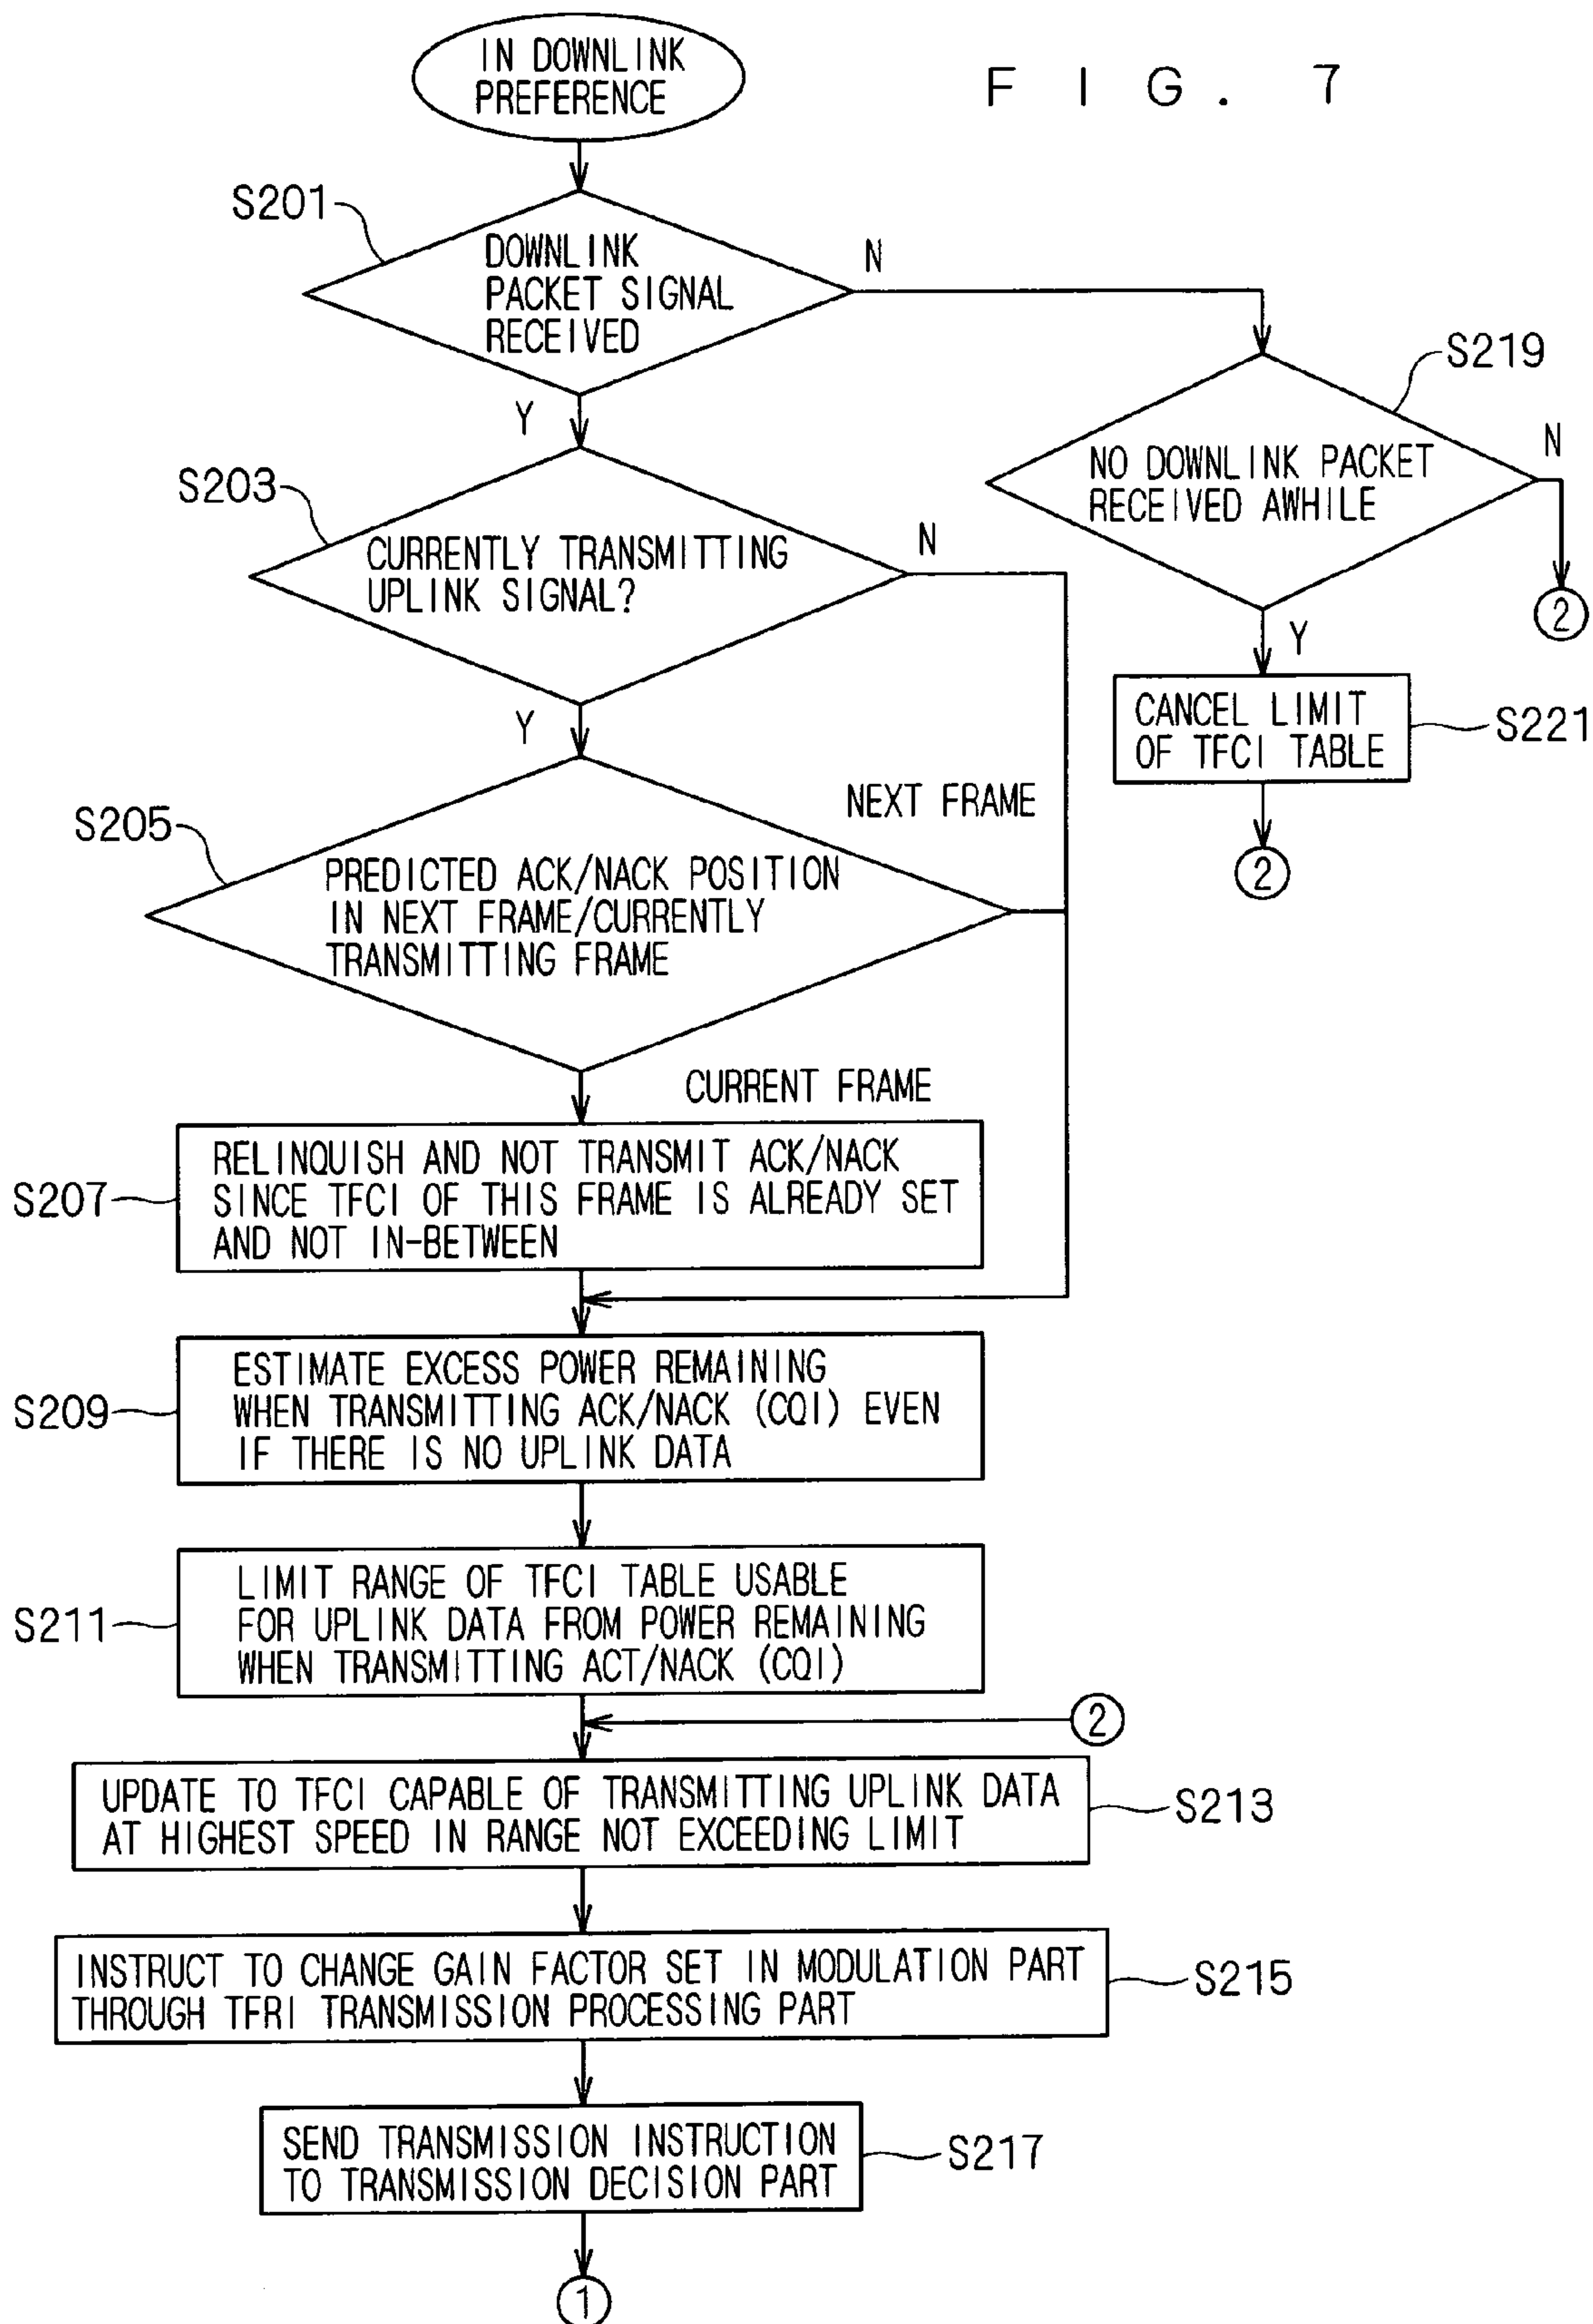 IN DOWNLINK
PREFERENCE
FIG. 7
S201
DOWNLINK
PACKET SIGNAL
RECEIVED
N
Y
S219
NO DOWNLINK PACKET
RECEIVED AWHILE
N
2
Y
S203
CURRENTLY TRANSMITTING
UPLINK SIGNAL?
N
Y
CANCEL LIMIT
OF TFCI TABLE
S221
2
S205
NEXT FRAME
PREDICTED ACK/NACK POSITION
IN NEXT FRAME/CURRENTLY
TRANSMITTING FRAME
CURRENT FRAME
S207
RELINQUISH AND NOT TRANSMIT ACK/NACK
SINCE TFCI OF THIS FRAME IS ALREADY SET
AND NOT IN-BETWEEN
S209
ESTIMATE EXCESS POWER REMAINING
WHEN TRANSMITTING ACK/NACK (CQI) EVEN
IF THERE IS NO UPLINK DATA
S211
LIMIT RANGE OF TFCI TABLE USABLE
FOR UPLINK DATA FROM POWER REMAINING
WHEN TRANSMITTING ACT/NACK (CQI)
2
UPDATE TO TFCI CAPABLE OF TRANSMITTING UPLINK DATA
AT HIGHEST SPEED IN RANGE NOT EXCEEDING LIMIT
S213
INSTRUCT TO CHANGE GAIN FACTOR SET IN MODULATION PART
THROUGH TFRI TRANSMISSION PROCESSING PART
S215
SEND TRANSMISSION INSTRUCTION
TO TRANSMISSION DECISION PART
S217
1